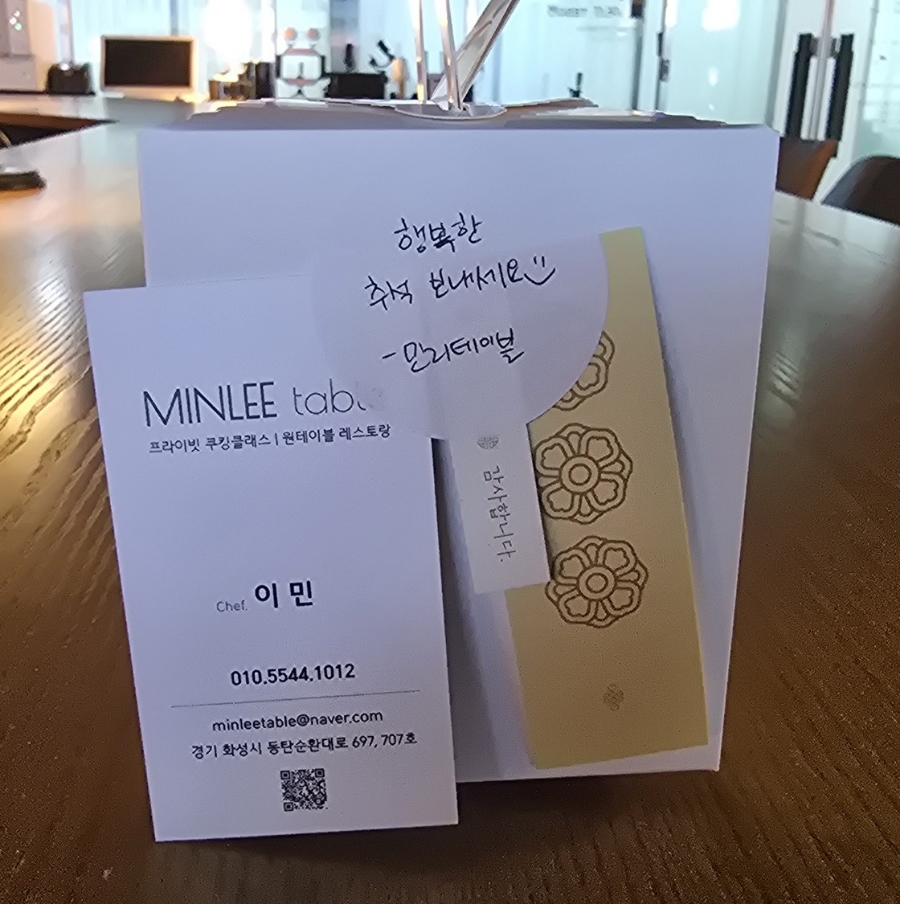 행복한
추석 보내세요
-민리테이블
MINLEE table
프라이빗 쿠킹클래스 | 원테이블 레스토랑
Chef. 이 민
010.5544.1012
minleetable@naver.com
경기 화성시 동탄순환대로 697, 707호
감사합니다.